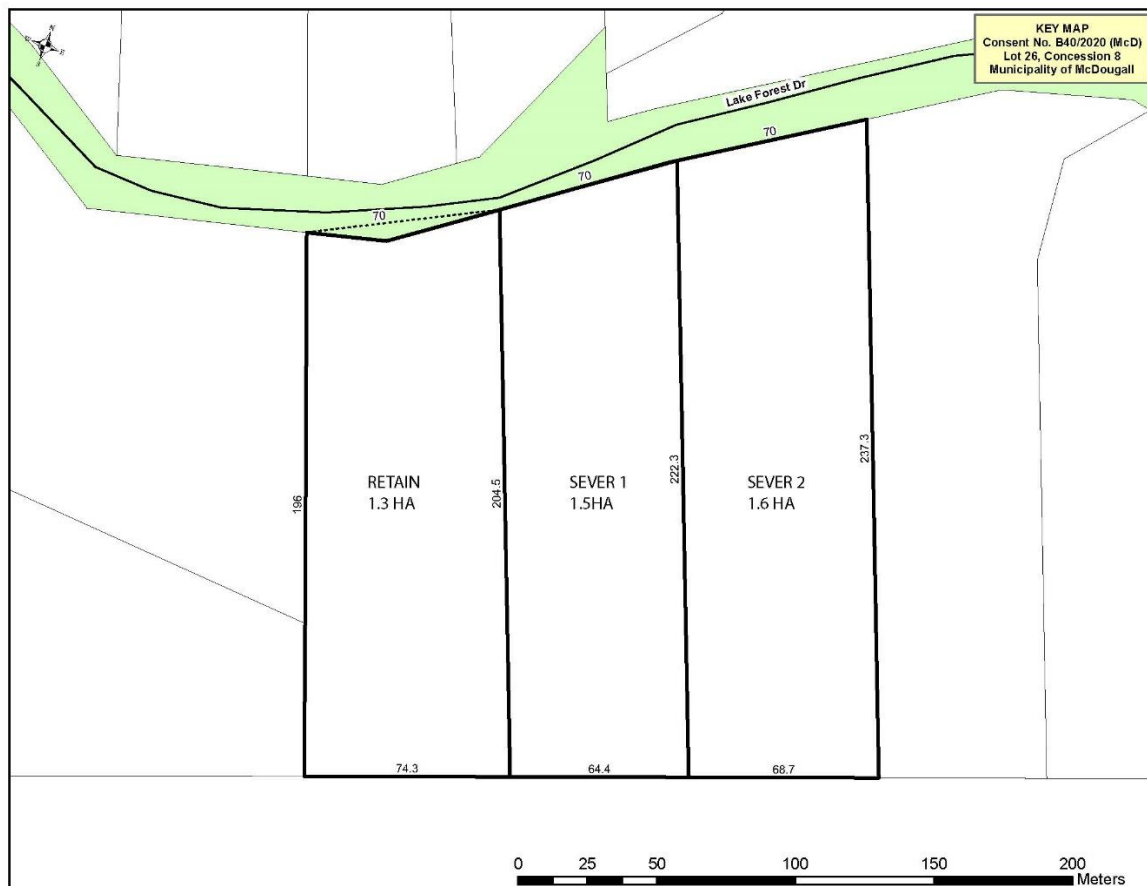 N
E
S
KEY MAP
Consent No. B40/2020 (McD)
Lot 26, Concession 8
Municipality of McDougall
Lake Forest Dr
70
70
70
196
RETAIN
1.3 HA
204.5
SEVER 1
1.5HA
222.3
SEVER 2
1.6 HA
237.3
74.3
64.4
68.7
0 25 50 100 150 200
Meters